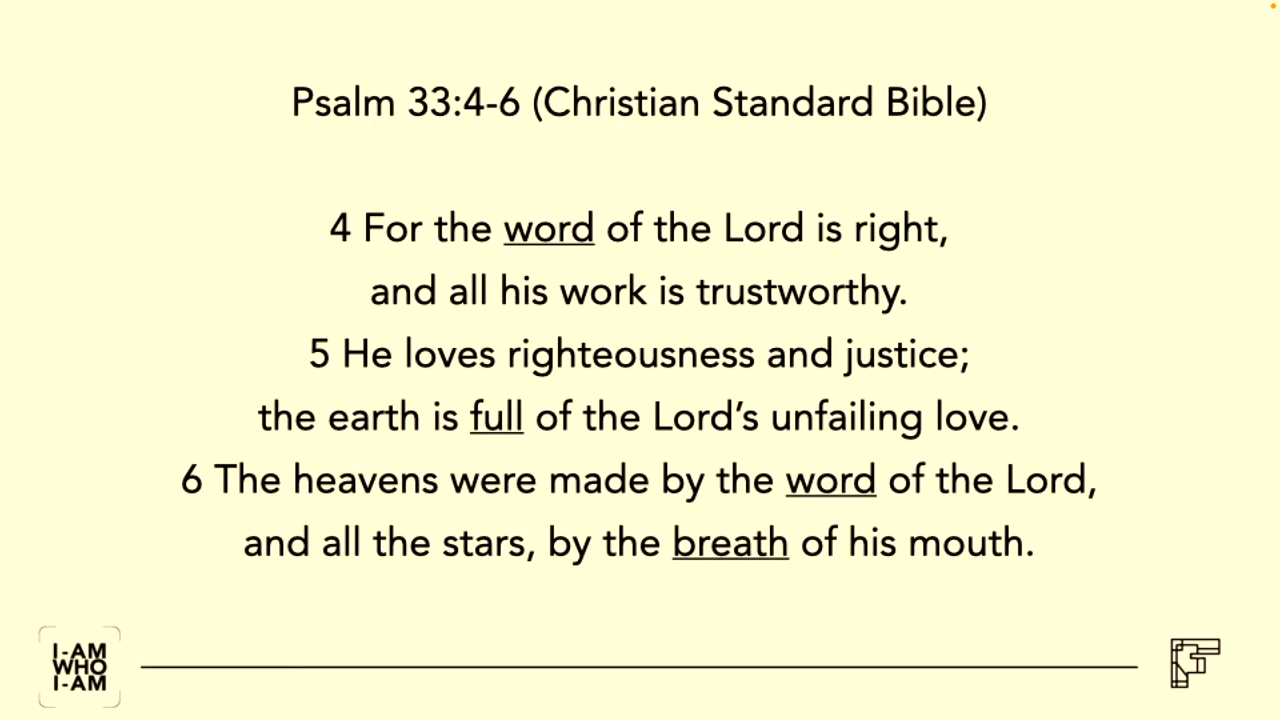 Psalm 33:4-6 (Christian Standard Bible)
4 For the word of the Lord is right,
and all his work is trustworthy.
5 He loves righteousness and justice;
the earth is full of the Lord’s unfailing love.
6 The heavens were made by the word of the Lord,
and all the stars, by the breath of his mouth.
I-AM
WHO
I-AM